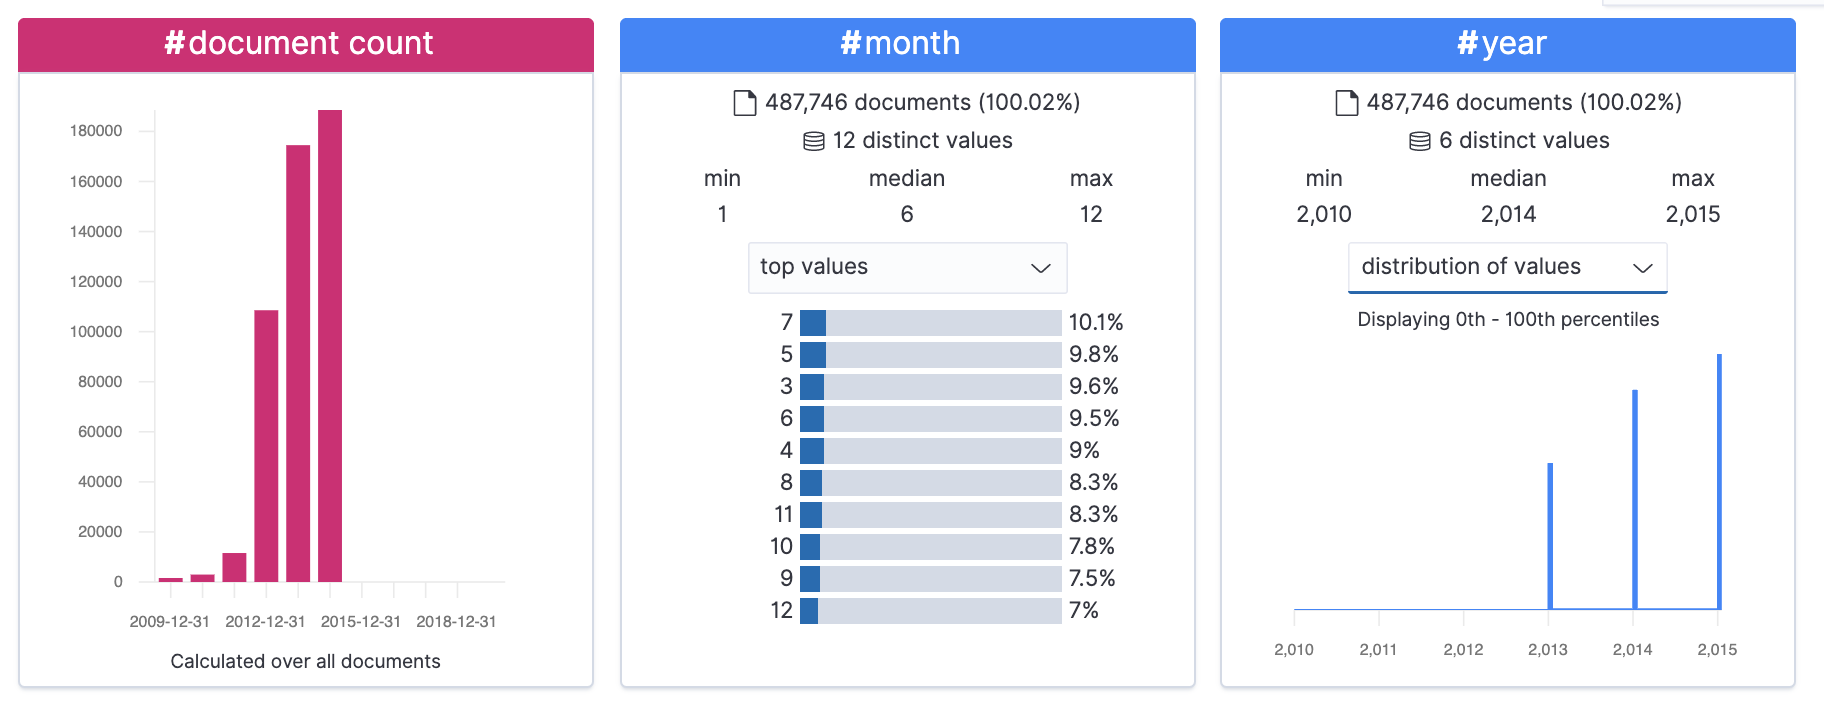 #document count
180000
160000
140000
120000
100000
80000
60000
40000
20000
0
2009-12-31 2012-12-31 2015-12-31 2018-12-31
Calculated over all documents
#month
487,746 documents (100.02%)
12 distinct values
min median max
1 6 12
top values
7 10.1%
5 9.8%
3 9.6%
6 9.5%
4 9%
8 8.3%
11 8.3%
10 7.8%
9 7.5%
12 7%
#year
487,746 documents (100.02%)
6 distinct values
min median max
2,010 2,014 2,015
distribution of values
Displaying 0th - 100th percentiles
2,010 2,011 2,012 2,013 2,014 2,015